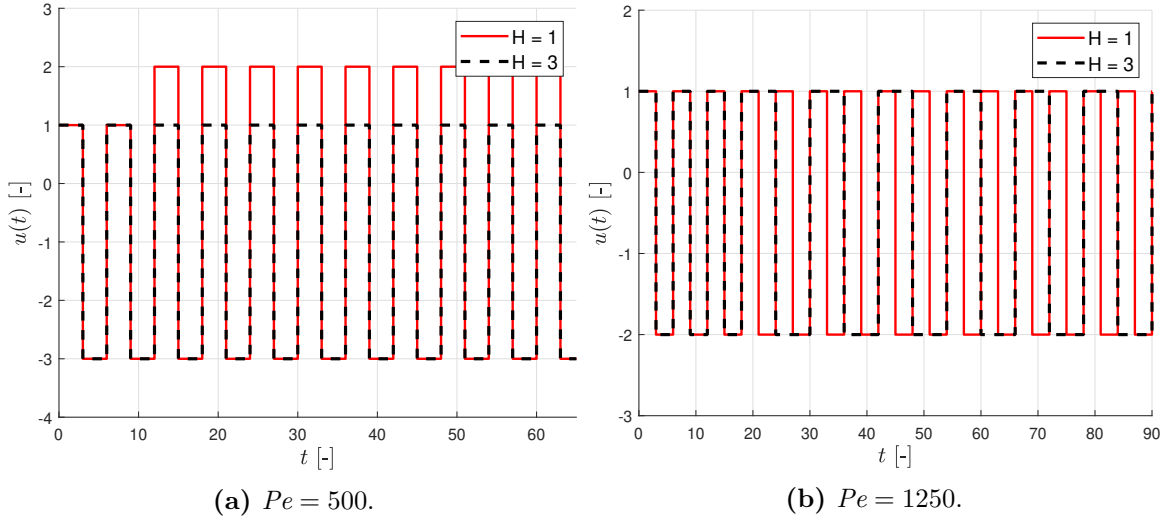 3
2
1
0
-1
-2
-3
-4
u(t) [-]
0 10 20 30 40 50 60
t [-]
H = 1
H = 3
(a) Pe = 500.
2
1
0
-1
-2
-3
u(t) [-]
0 10 20 30 40 50 60 70 80 90
t [-]
H = 1
H = 3
(b) Pe = 1250.